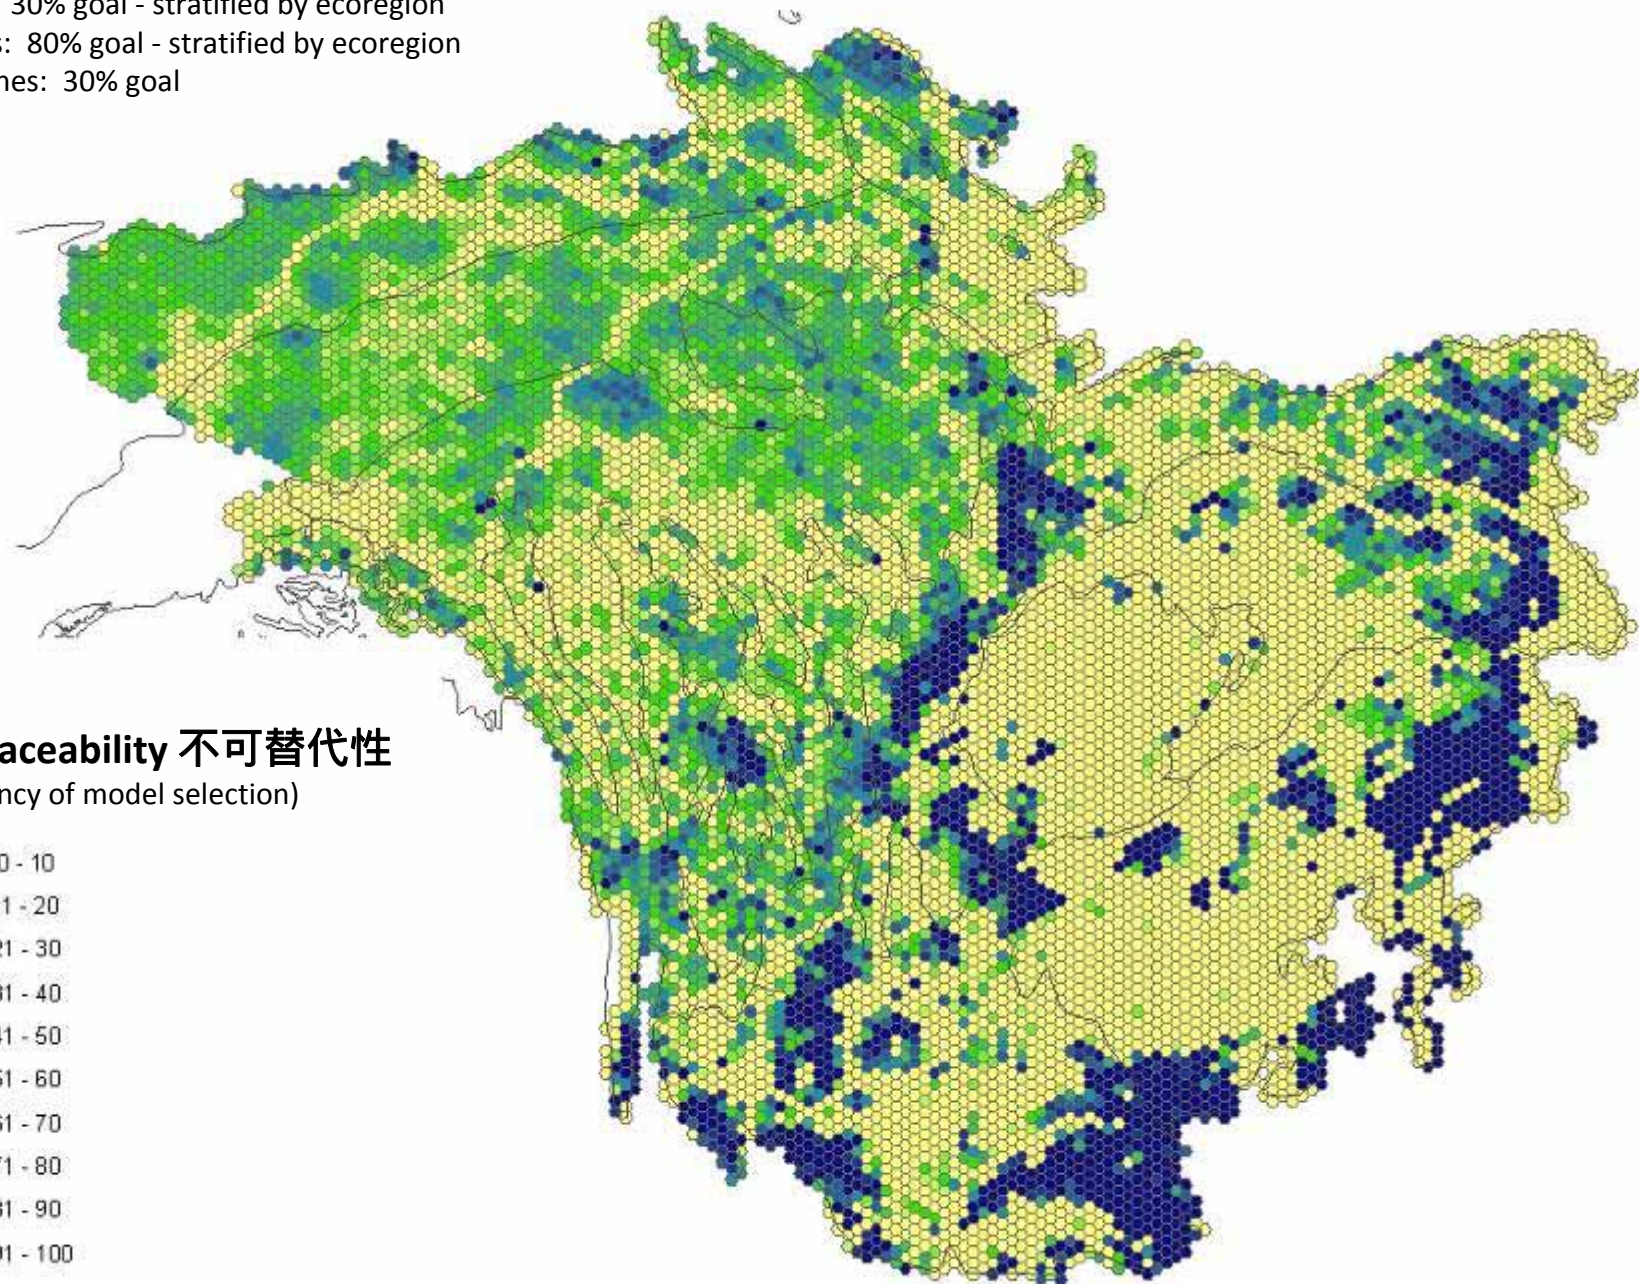 30% goal - stratified by ecoregion
s: 80% goal - stratified by ecoregion
nes: 30% goal
aceability 不可替代性
ncy of model selection)
0 - 10
1 - 20
21 - 30
31 - 40
41 - 50
51 - 60
61 - 70
71 - 80
81 - 90
91 - 100